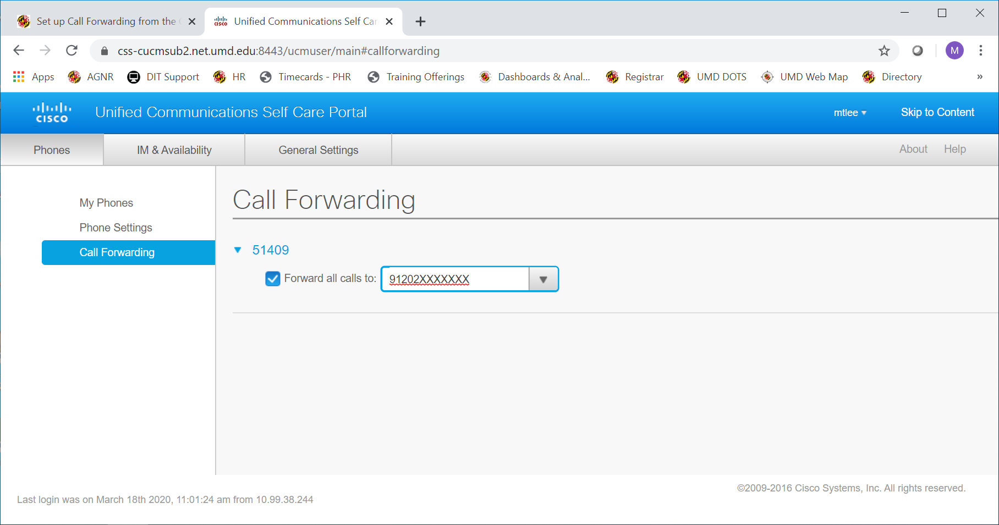 Set up Call Forwarding from the
Unified Communications Self Car
css-cucmsub2.net.umd.edu:8443/ucmuser/main#callforwarding
M
Apps AGNR DIT Support HR Timecards - PHR Training Offerings Dashboards & Anal... Registrar UMD DOTS UMD Web Map Directory »
CISCO Unified Communications Self Care Portal mtlee Skip to Content
Phones IM & Availability General Settings About Help
My Phones
Phone Settings
Call Forwarding
Call Forwarding
51409
Forward all calls to: 91202XXXXXXX
©2009-2016 Cisco Systems, Inc. All rights reserved.
Last login was on March 18th 2020, 11:01:24 am from 10.99.38.244